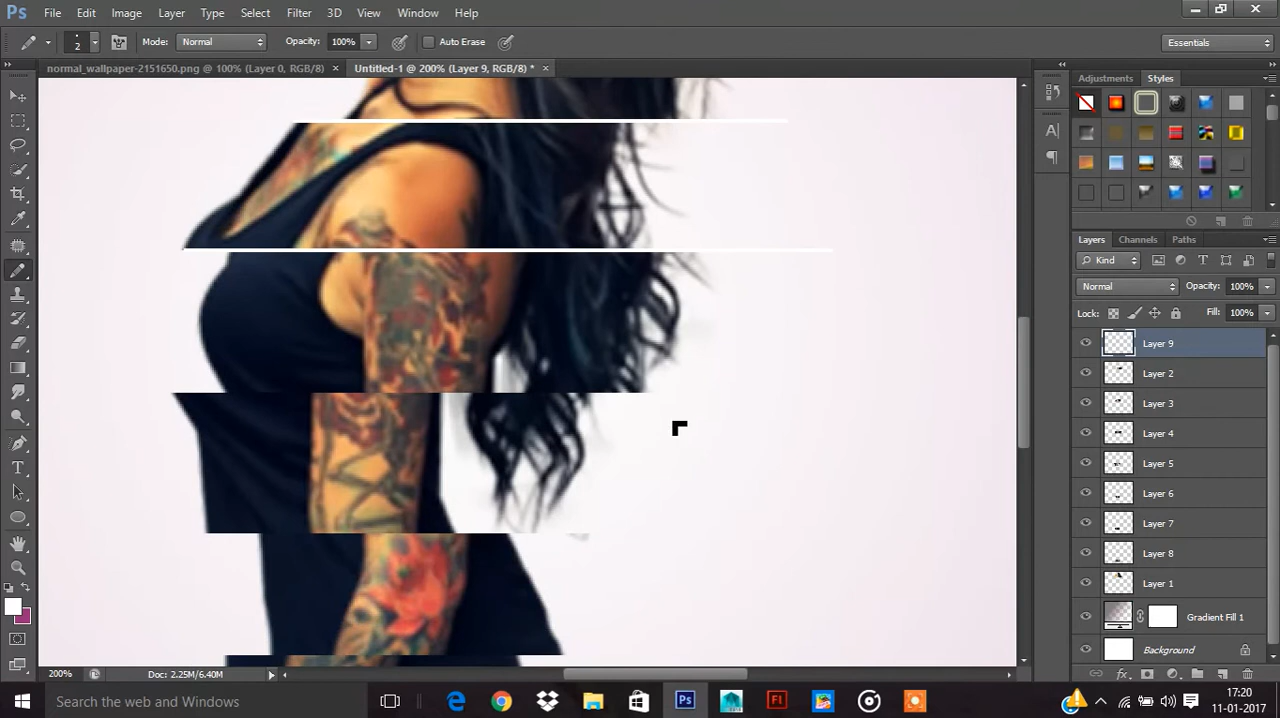 Ps File Edit Image Layer Type Select Filter 3D View Window Help
2 Mode: Normal Opacity: 100% Auto Erase Essentials
normal_wallpaper-2151650.png @ 100% (Layer 0, RGB/8) × Untitled-1 @ 200% (Layer 9, RGB/8) * ×
Adjustments Styles
Layers Channels Paths
Kind
Normal Opacity: 100%
Lock: Fill: 100%
Layer 9
Layer 2
Layer 3
Layer 4
Layer 5
Layer 6
Layer 7
Layer 8
Layer 1
Gradient Fill 1
Background
200% Doc: 2.25M/6.40M
Search the web and Windows
17:20
11-01-2017